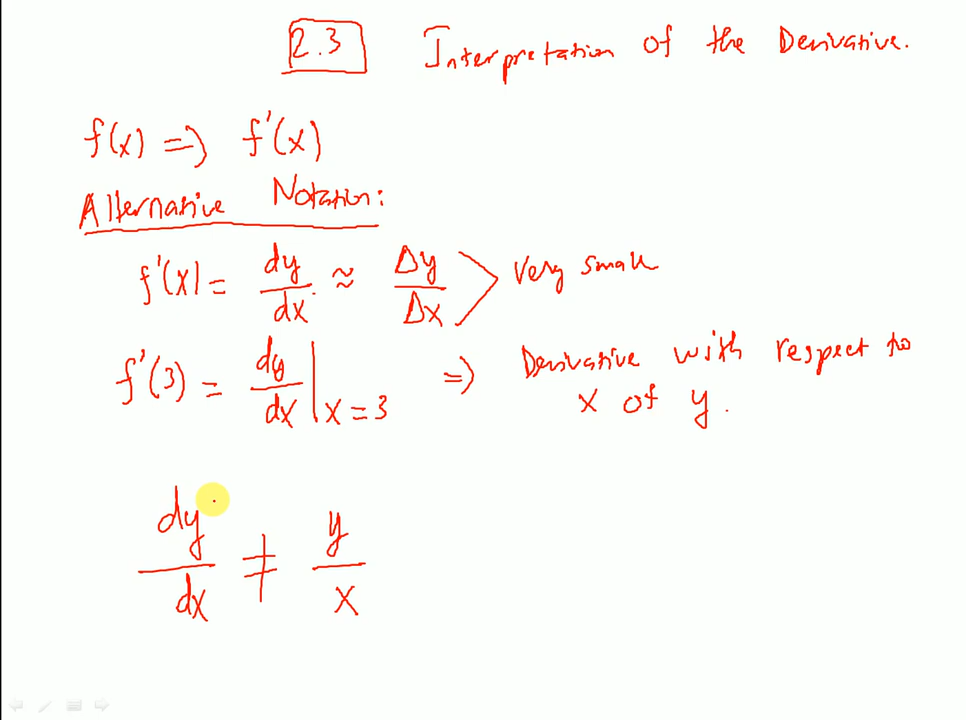 2.3 Interpretation of the Derivative.
f(x) => f'(x)
Alternative Notation:
f'(x) = dy/dx ≈ Δy/Δx > Very small
f'(3) = dy/dx | x=3 => Derivative with respect to
x of y.
dy/dx ≠ y/x